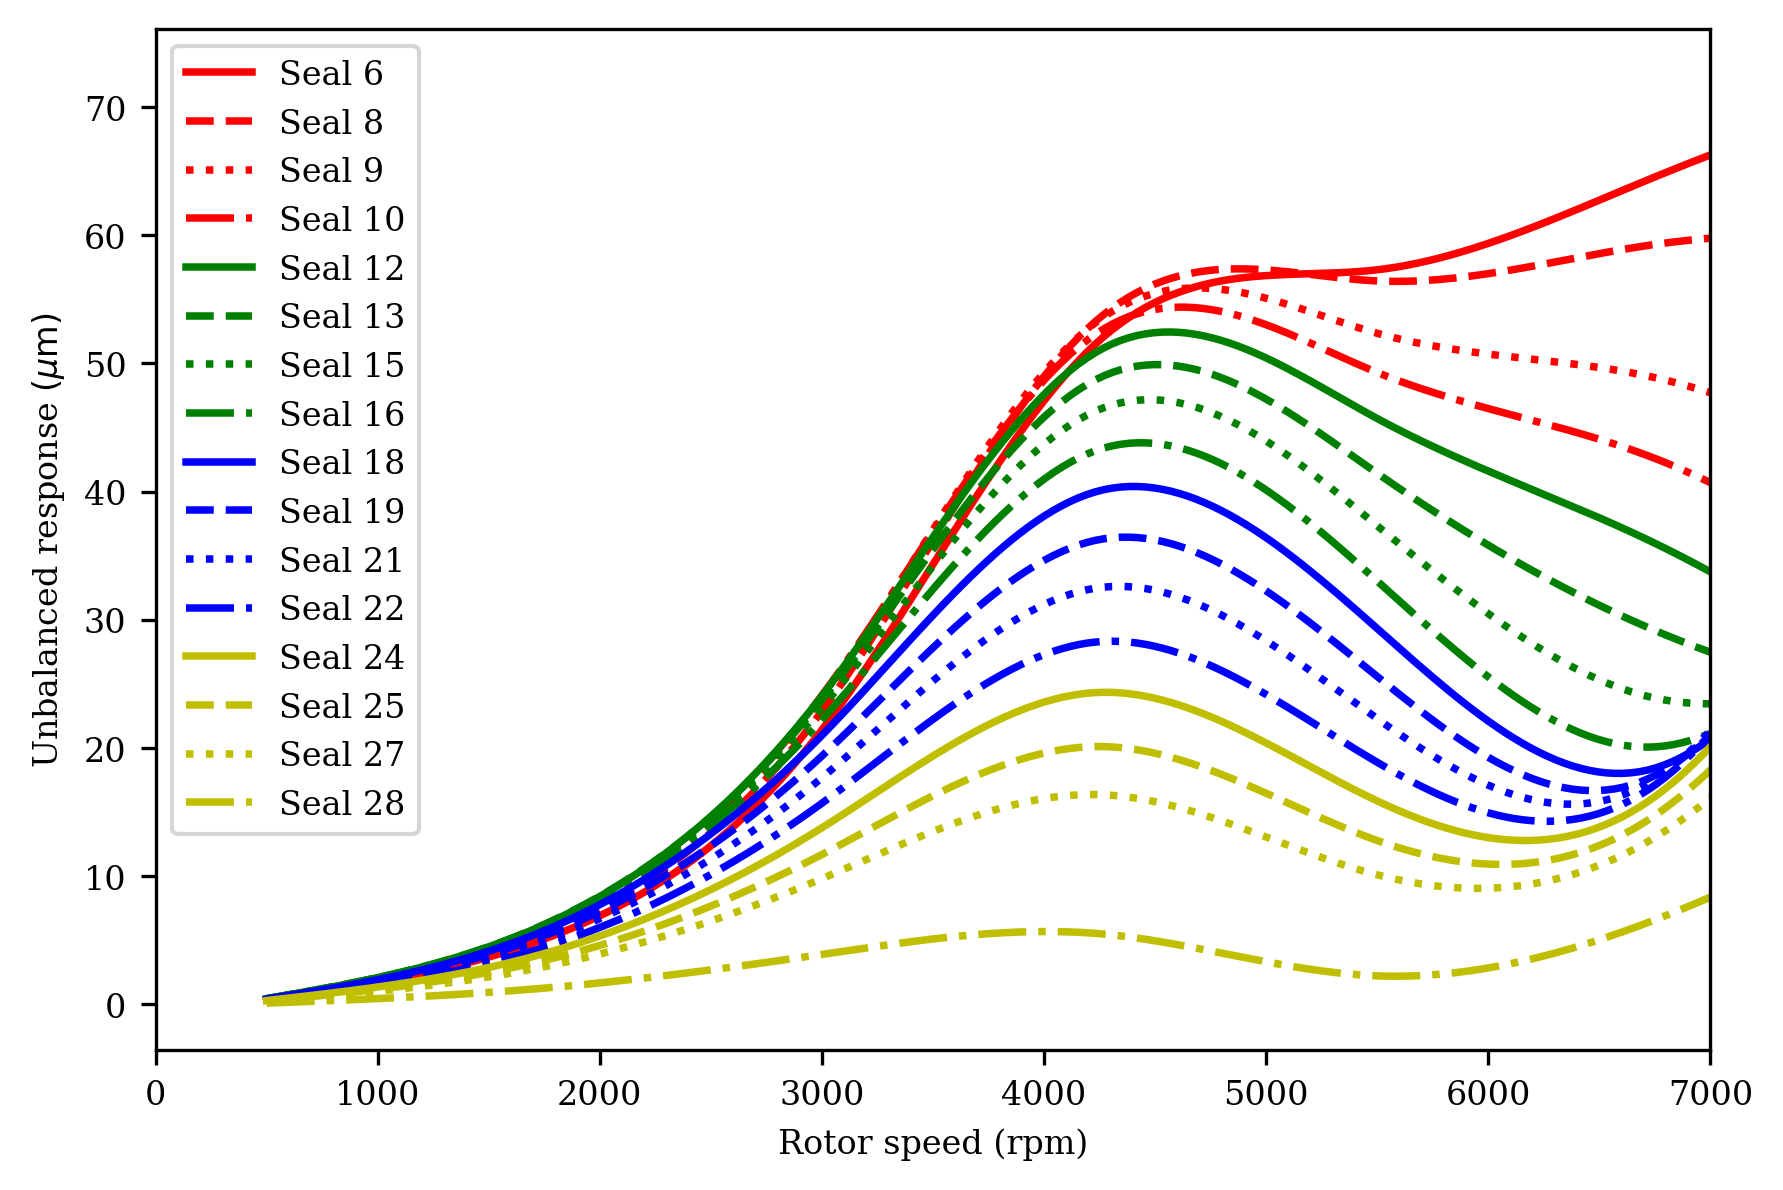 Seal 6
Seal 8
Seal 9
Seal 10
Seal 12
Seal 13
Seal 15
Seal 16
Seal 18
Seal 19
Seal 21
Seal 22
Seal 24
Seal 25
Seal 27
Seal 28
Unbalanced response (μm)
70
60
50
40
30
20
10
0
0 1000 2000 3000 4000 5000 6000 7000
Rotor speed (rpm)